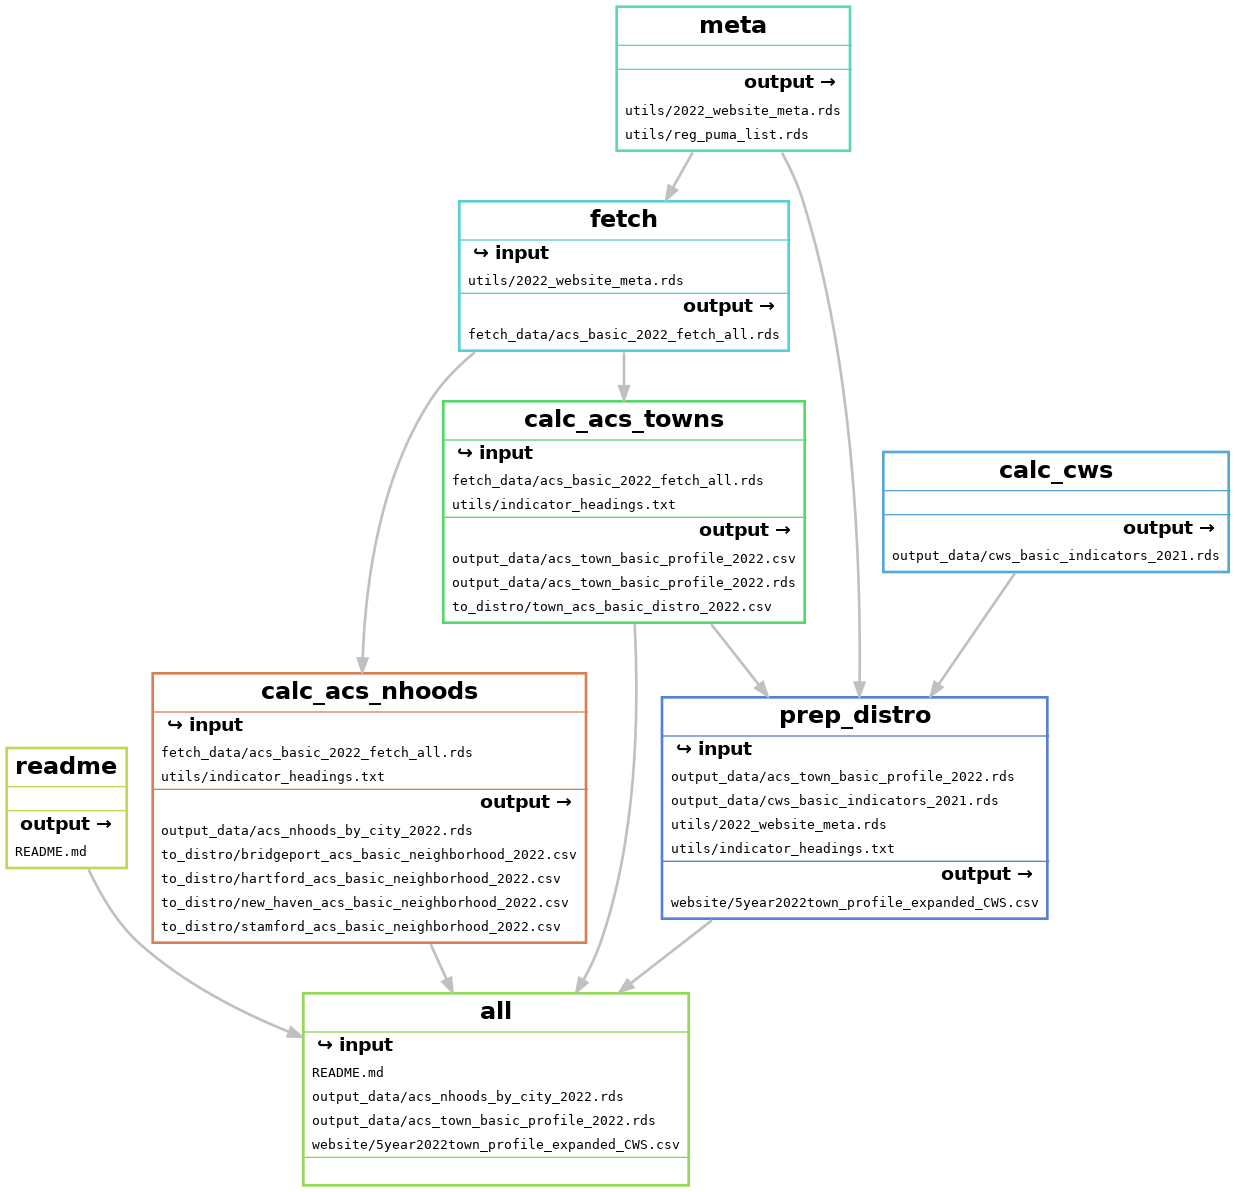 meta
output →
utils/2022_website_meta.rds
utils/reg_puma_list.rds
fetch
↪ input
utils/2022_website_meta.rds
output →
fetch_data/acs_basic_2022_fetch_all.rds
calc_acs_towns
↪ input
fetch_data/acs_basic_2022_fetch_all.rds
utils/indicator_headings.txt
output →
output_data/acs_town_basic_profile_2022.csv
output_data/acs_town_basic_profile_2022.rds
to_distro/town_acs_basic_distro_2022.csv
calc_cws
output →
output_data/cws_basic_indicators_2021.rds
calc_acs_nhoods
↪ input
fetch_data/acs_basic_2022_fetch_all.rds
utils/indicator_headings.txt
output →
output_data/acs_nhoods_by_city_2022.rds
to_distro/bridgeport_acs_basic_neighborhood_2022.csv
to_distro/hartford_acs_basic_neighborhood_2022.csv
to_distro/new_haven_acs_basic_neighborhood_2022.csv
to_distro/stamford_acs_basic_neighborhood_2022.csv
prep_distro
↪ input
output_data/acs_town_basic_profile_2022.rds
output_data/cws_basic_indicators_2021.rds
utils/2022_website_meta.rds
utils/indicator_headings.txt
output →
website/5year2022town_profile_expanded_CWS.csv
readme
output →
README.md
all
↪ input
README.md
output_data/acs_nhoods_by_city_2022.rds
output_data/acs_town_basic_profile_2022.rds
website/5year2022town_profile_expanded_CWS.csv